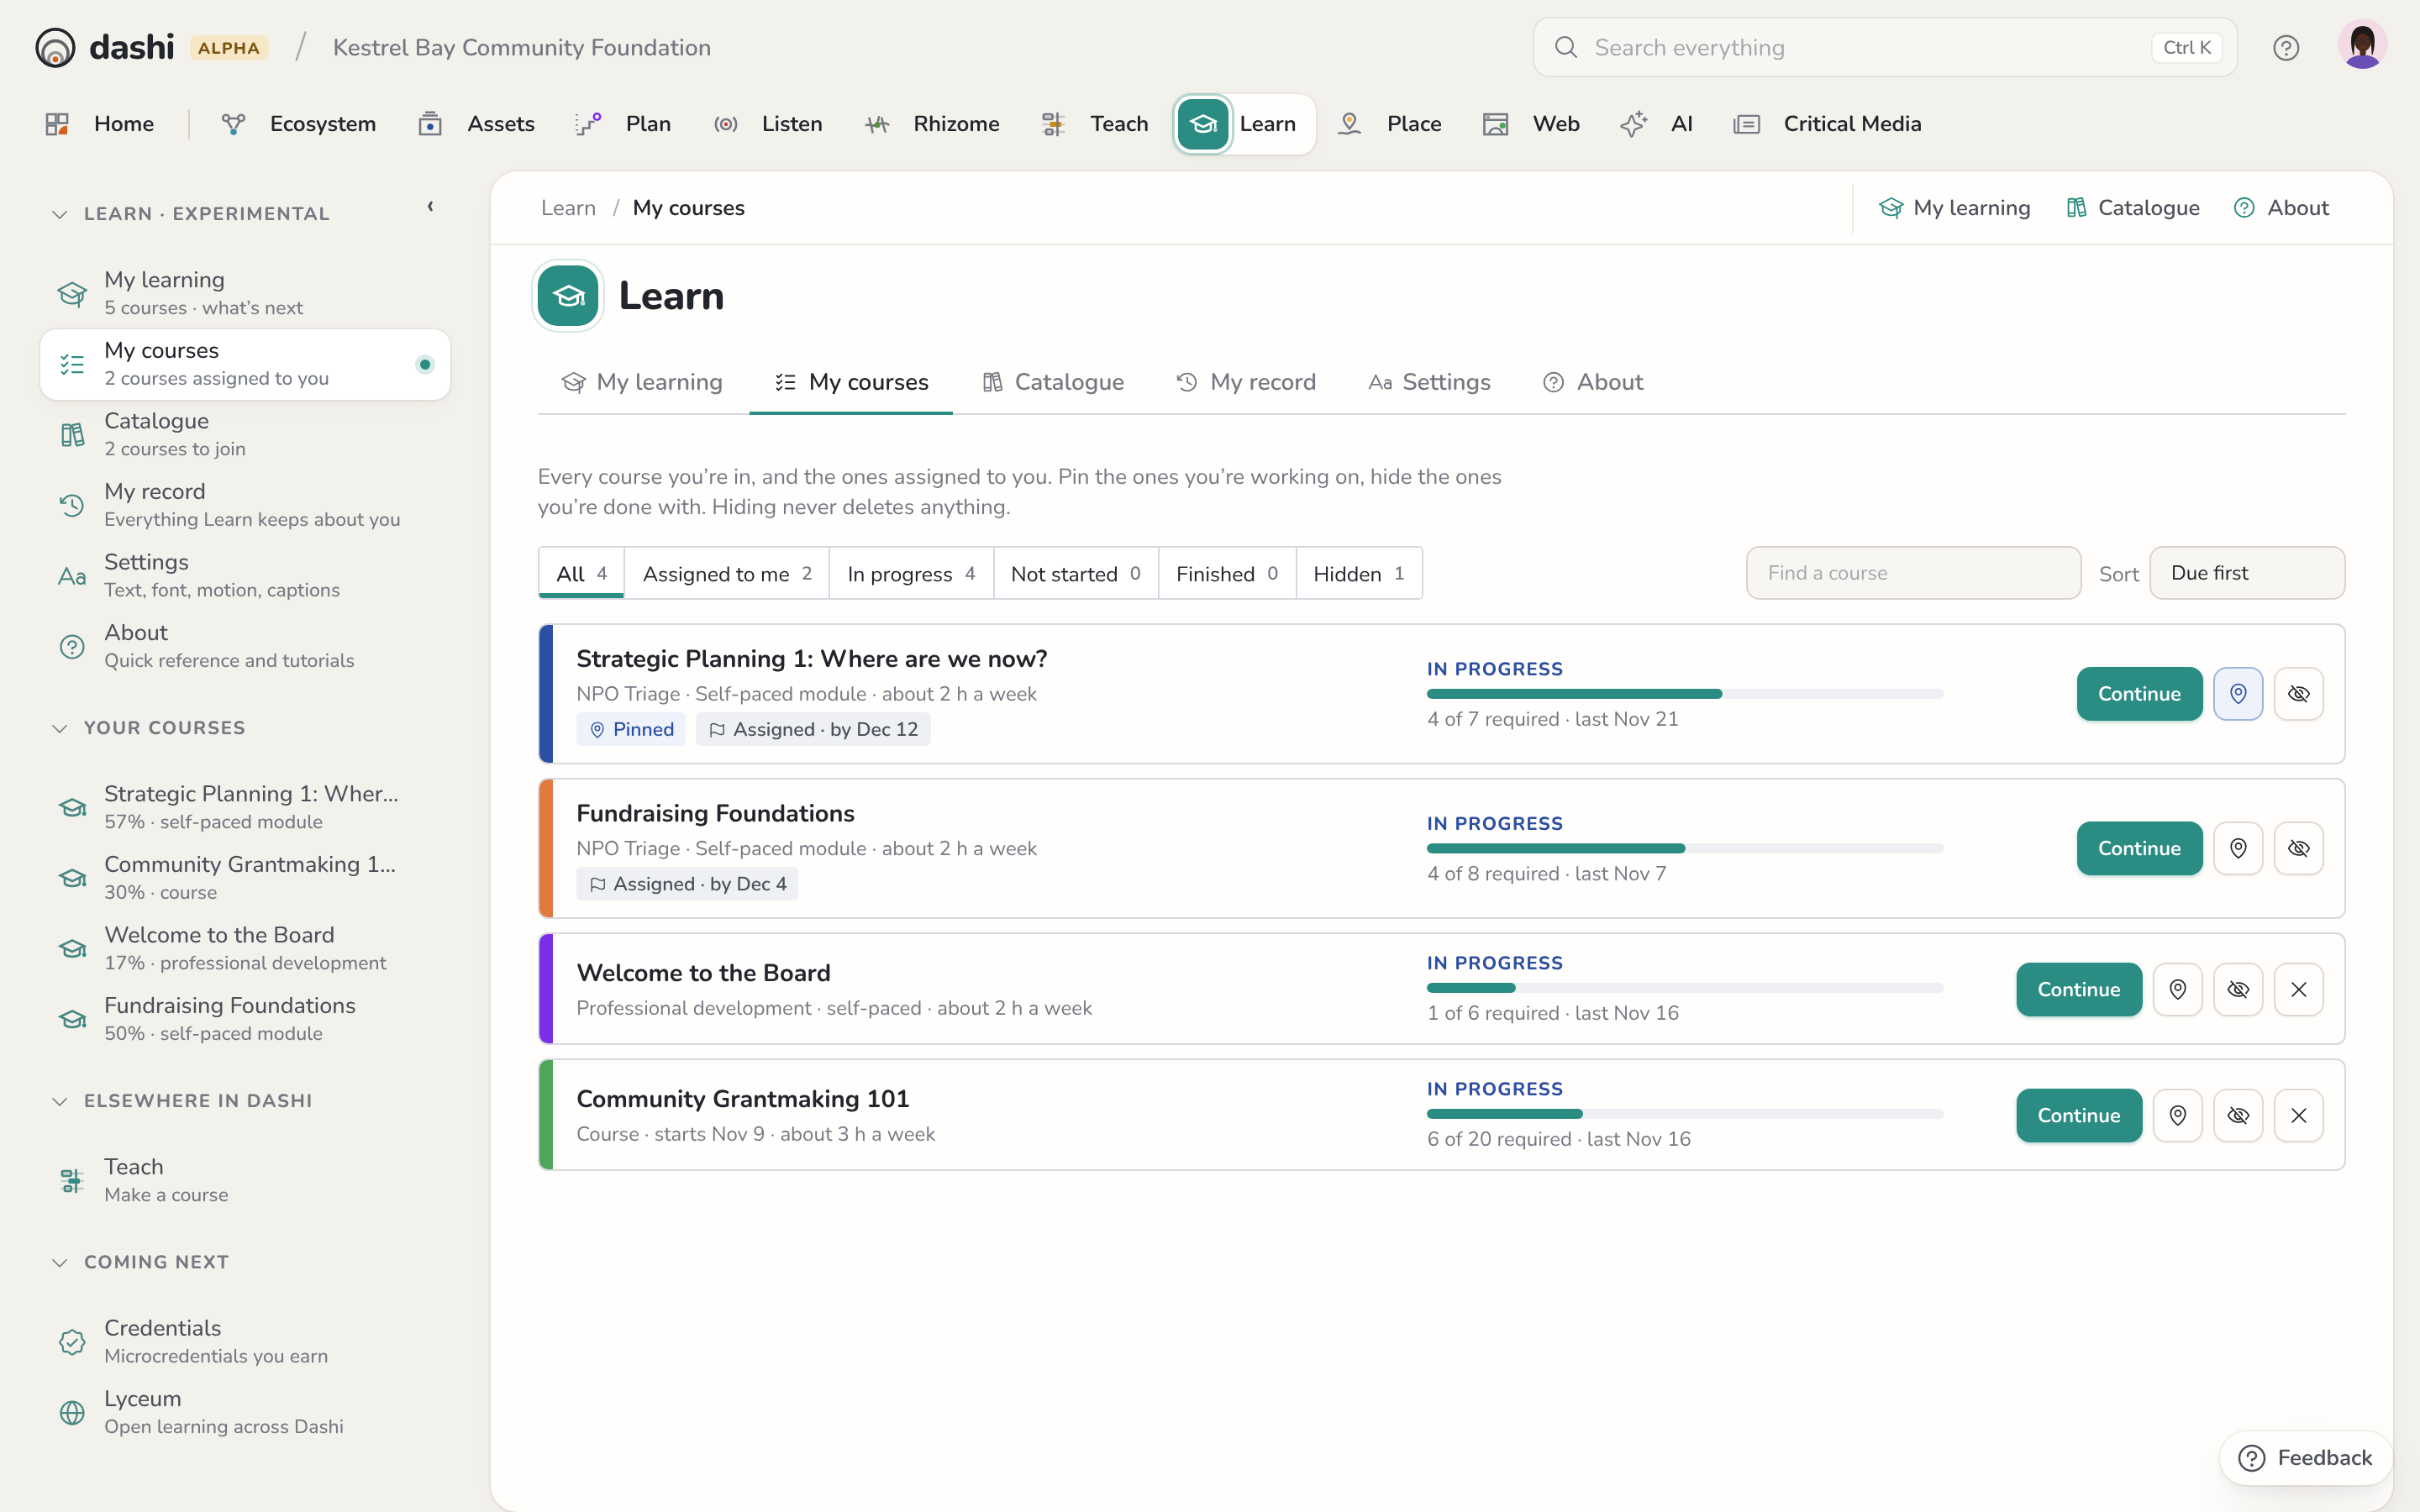 dashi ALPHA / Kestrel Bay Community Foundation
Search everything Ctrl K
Home Ecosystem Assets Plan Listen Rhizome Teach Learn Place Web AI Critical Media
LEARN · EXPERIMENTAL
My learning
5 courses · what's next
My courses
2 courses assigned to you
Catalogue
2 courses to join
My record
Everything Learn keeps about you
Aa Settings
Text, font, motion, captions
About
Quick reference and tutorials
YOUR COURSES
Strategic Planning 1: Wher...
57% · self-paced module
Community Grantmaking 1...
30% · course
Welcome to the Board
17% · professional development
Fundraising Foundations
50% · self-paced module
ELSEWHERE IN DASHI
Teach
Make a course
COMING NEXT
Credentials
Microcredentials you earn
Lyceum
Open learning across Dashi
Learn / My courses
My learning Catalogue About
Learn
My learning My courses Catalogue My record Aa Settings About
Every course you're in, and the ones assigned to you. Pin the ones you're working on, hide the ones
you're done with. Hiding never deletes anything.
All 4 Assigned to me 2 In progress 4 Not started 0 Finished 0 Hidden 1
Find a course Sort Due first
Strategic Planning 1: Where are we now?
NPO Triage · Self-paced module · about 2 h a week
Pinned Assigned · by Dec 12
IN PROGRESS
4 of 7 required · last Nov 21
Continue
Fundraising Foundations
NPO Triage · Self-paced module · about 2 h a week
Assigned · by Dec 4
IN PROGRESS
4 of 8 required · last Nov 7
Continue
Welcome to the Board
Professional development · self-paced · about 2 h a week
IN PROGRESS
1 of 6 required · last Nov 16
Continue
Community Grantmaking 101
Course · starts Nov 9 · about 3 h a week
IN PROGRESS
6 of 20 required · last Nov 16
Continue
Feedback